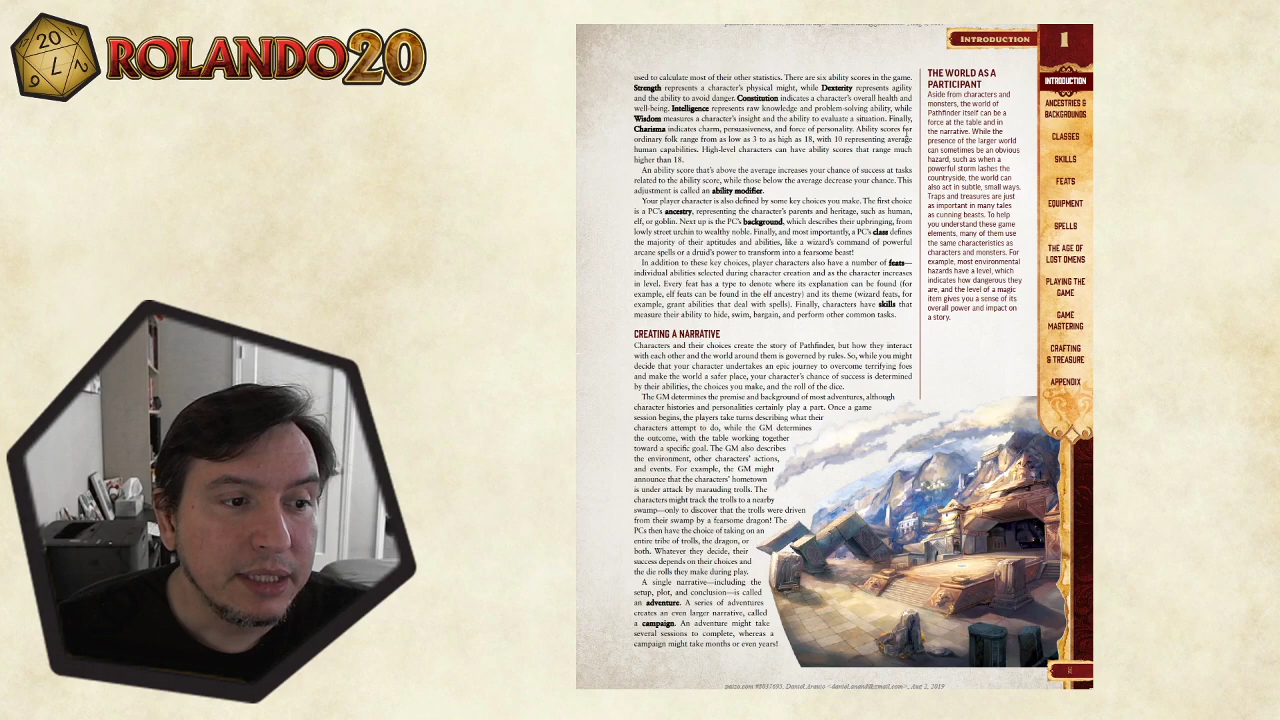 20
7
6
2
ROLANDO20
INTRODUCTION
1
used to calculate most of their other statistics. There are six ability scores in the game.
Strength represents a character's physical might, while Dexterity represents agility
and the ability to avoid danger. Constitution indicates a character's overall health and
well-being. Intelligence represents raw knowledge and problem-solving ability, while
Wisdom measures a character's insight and the ability to evaluate a situation. Finally,
Charisma indicates charm, persuasiveness, and force of personality. Ability scores for
ordinary folk range from as low as 3 to as high as 18, with 10 representing average
human capabilities. High-level characters can have ability scores that range much
higher than 18.
An ability score that's above the average increases your chance of success at tasks
related to the ability score, while those below the average decrease your chance. This
adjustment is called an ability modifier.
Your player character is also defined by some key choices you make. The first choice
is a PC's ancestry, representing the character's parents and heritage, such as human,
elf, or goblin. Next up is the PC's background, which describes their upbringing, from
lowly street urchin to wealthy noble. Finally, and most importantly, a PC's class defines
the majority of their aptitudes and abilities, like a wizard's command of powerful
arcane spells or a druid's power to transform into a fearsome beast!
In addition to these key choices, player characters also have a number of feats—
individual abilities selected during character creation and as the character increases
in level. Every feat has a type to denote where its explanation can be found (for
example, elf feats can be found in the elf ancestry) and its theme (wizard feats, for
example, grant abilities that deal with spells). Finally, characters have skills that
measure their ability to hide, swim, bargain, and perform other common tasks.
CREATING A NARRATIVE
Characters and their choices create the story of Pathfinder, but how they interact
with each other and the world around them is governed by rules. So, while you might
decide that your character undertakes an epic journey to overcome terrifying foes
and make the world a safer place, your character's chance of success is determined
by their abilities, the choices you make, and the roll of the dice.
The GM determines the premise and background of most adventures, although
character histories and personalities certainly play a part. Once a game
session begins, the players take turns describing what their
characters attempt to do, while the GM determines
the outcome, with the table working together
toward a specific goal. The GM also describes
the environment, other characters' actions,
and events. For example, the GM might
announce that the characters' hometown
is under attack by marauding trolls. The
characters might track the trolls to a nearby
swamp—only to discover that the trolls were driven
from their swamp by a fearsome dragon! The
PCs then have the choice of taking on an
entire tribe of trolls, the dragon, or
both. Whatever they decide, their
success depends on their choices and
the die rolls they make during play.
A single narrative—including the
setup, plot, and conclusion—is called
an adventure. A series of adventures
creates an even larger narrative, called
a campaign. An adventure might take
several sessions to complete, whereas a
campaign might take months or even years!
THE WORLD AS A
PARTICIPANT
Aside from characters and
monsters, the world of
Pathfinder itself can be a
force at the table and in
the narrative. While the
presence of the larger world
can sometimes be an obvious
hazard, such as when a
powerful storm lashes the
countryside, the world can
also act in subtle, small ways.
Traps and treasures are just
as important in many tales
as cunning beasts. To help
you understand these game
elements, many of them use
the same characteristics as
characters and monsters. For
example, most environmental
hazards have a level, which
indicates how dangerous they
are, and the level of a magic
item gives you a sense of its
overall power and impact on
a story.
INTRODUCTION
ANCESTRIES &
BACKGROUNDS
CLASSES
SKILLS
FEATS
EQUIPMENT
SPELLS
THE AGE OF
LOST OMENS
PLAYING THE
GAME
GAME
MASTERING
CRAFTING
& TREASURE
APPENDIX